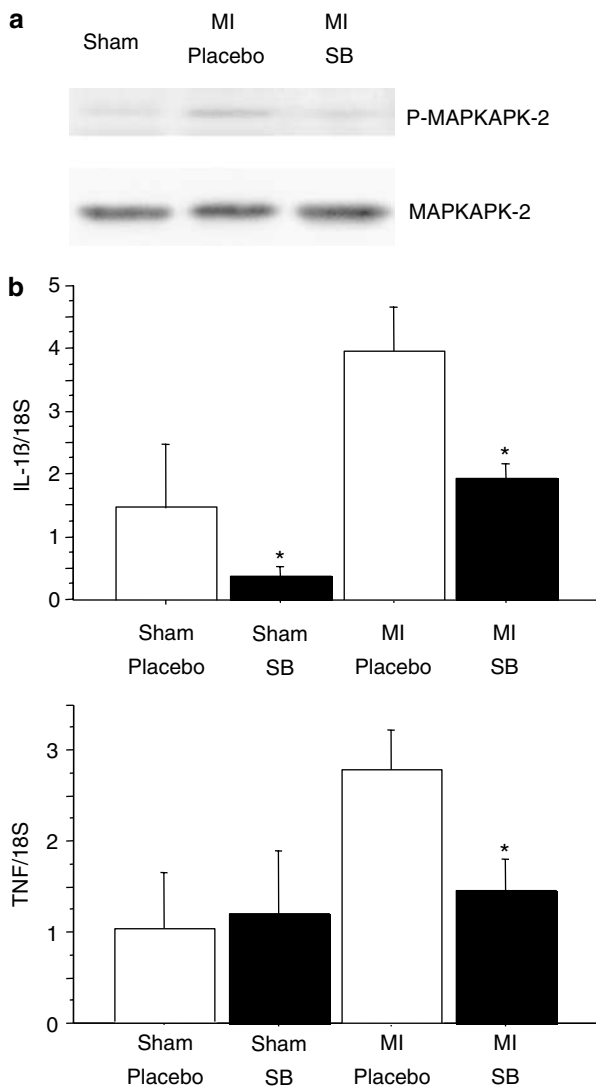 a
Sham
MI
Placebo
MI
SB
P-MAPKAPK-2
MAPKAPK-2
b
IL-1ß/18S
5
4
3
2
1
0
*
*
Sham
Placebo
Sham
SB
MI
Placebo
MI
SB
TNF/18S
3
2
1
0
*
Sham
Placebo
Sham
SB
MI
Placebo
MI
SB